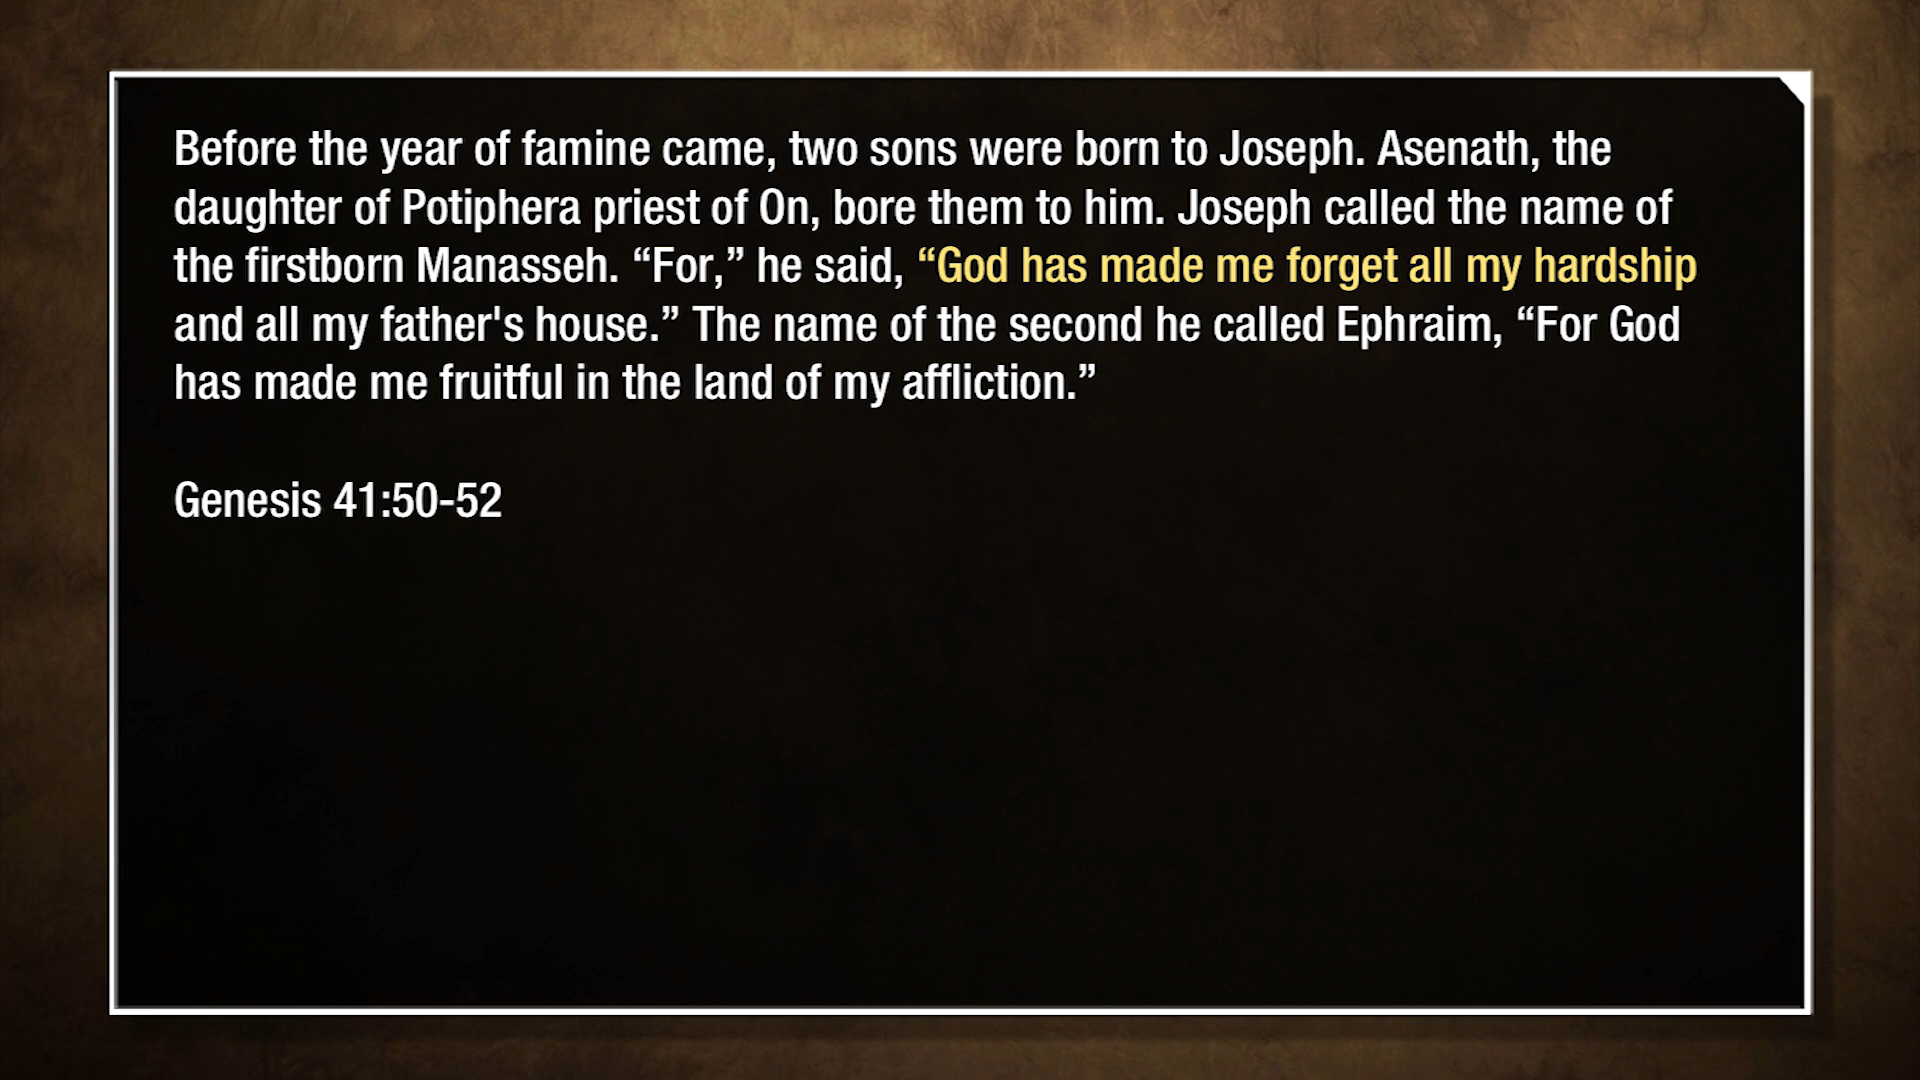 Before the year of famine came, two sons were born to Joseph. Asenath, the
daughter of Potiphera priest of On, bore them to him. Joseph called the name of
the firstborn Manasseh. “For,” he said, “God has made me forget all my hardship
and all my father's house.” The name of the second he called Ephraim, “For God
has made me fruitful in the land of my affliction.”
Genesis 41:50-52